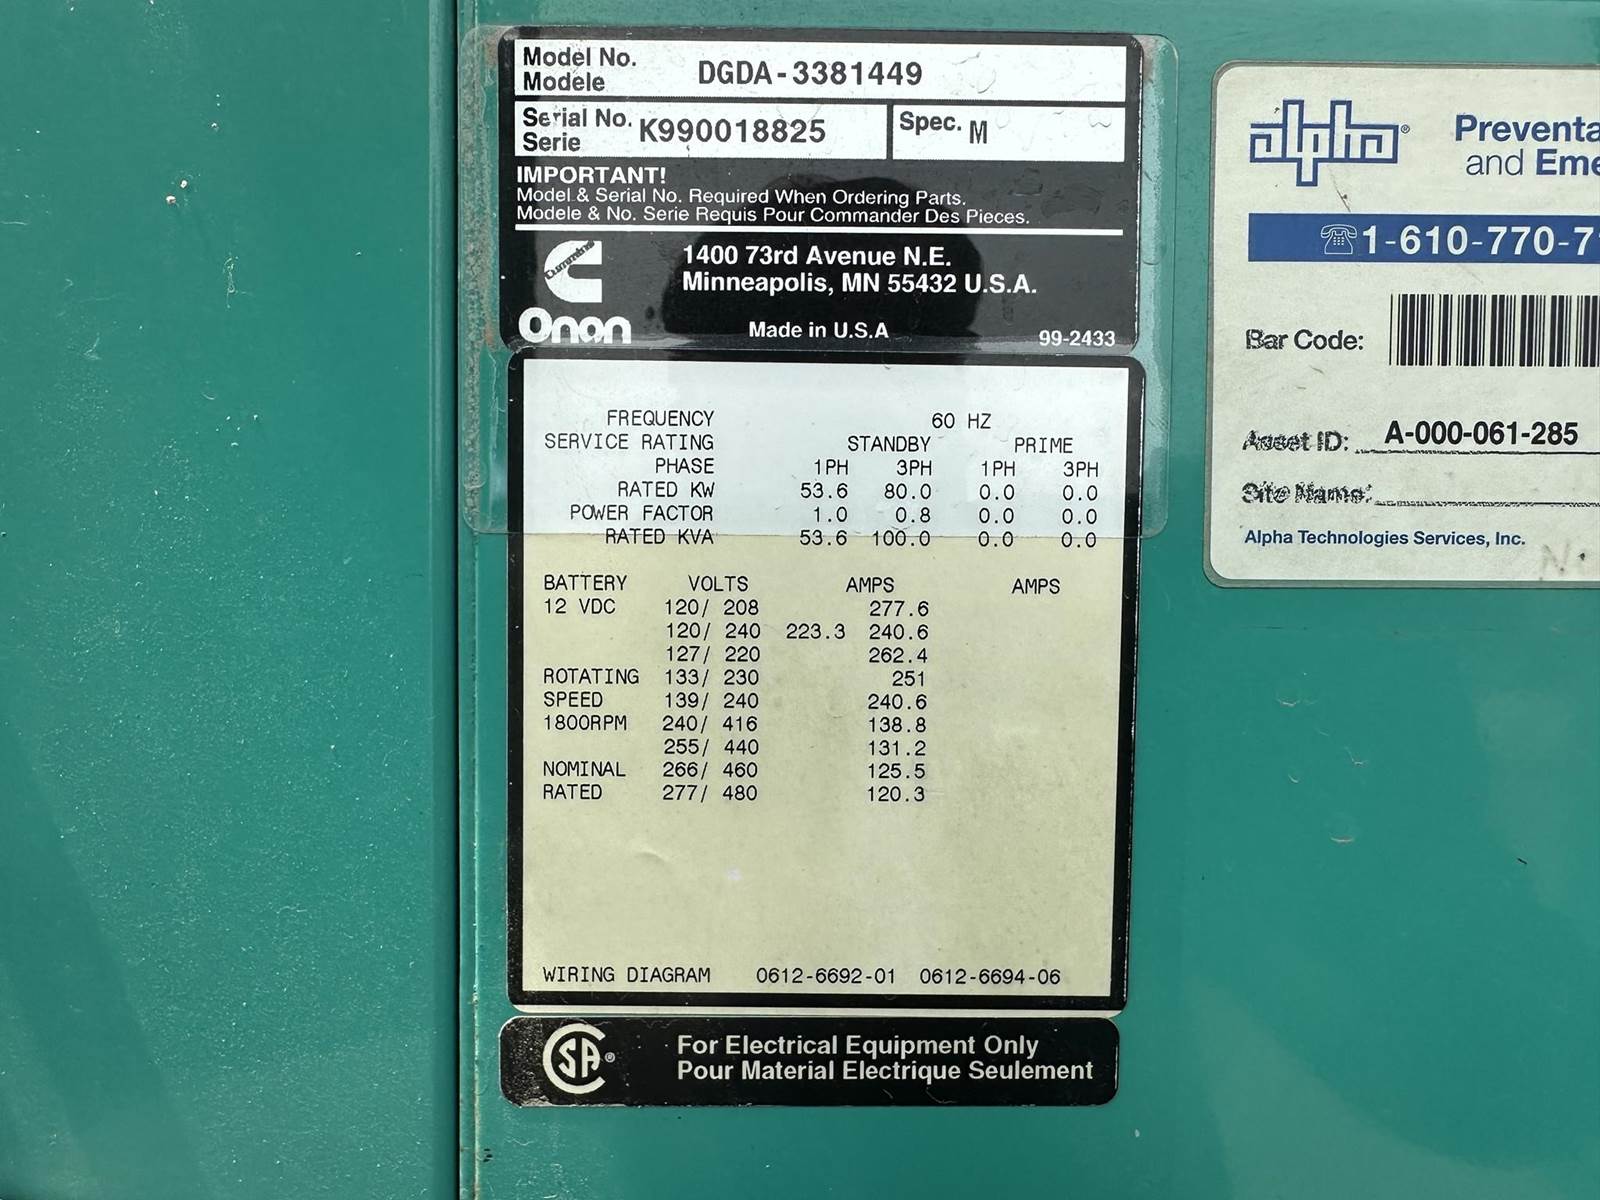 Model No.
Modele
DGDA-3381449
Serial No.
Serie
K990018825
Spec. M
IMPORTANT!
Model & Serial No. Required When Ordering Parts.
Modele & No. Serie Requis Pour Commander Des Pieces.
Cummins
Onan
1400 73rd Avenue N.E.
Minneapolis, MN 55432 U.S.A.
Made in U.S.A
99-2433
FREQUENCY 60 HZ
SERVICE RATING STANDBY PRIME
PHASE 1PH 3PH 1PH 3PH
RATED KW 53.6 80.0 0.0 0.0
POWER FACTOR 1.0 0.8 0.0 0.0
RATED KVA 53.6 100.0 0.0 0.0
BATTERY VOLTS AMPS AMPS
12 VDC 120/ 208 277.6
120/ 240 223.3 240.6
127/ 220 262.4
ROTATING 133/ 230 251
SPEED 139/ 240 240.6
1800RPM 240/ 416 138.8
255/ 440 131.2
NOMINAL 266/ 460 125.5
RATED 277/ 480 120.3
WIRING DIAGRAM 0612-6692-01 0612-6694-06
CSA®
For Electrical Equipment Only
Pour Material Electrique Seulement
alpha®
Preventa
and Eme
1-610-770-7
Bar Code:
Asset ID: A-000-061-285
Site Name:
Alpha Technologies Services, Inc.